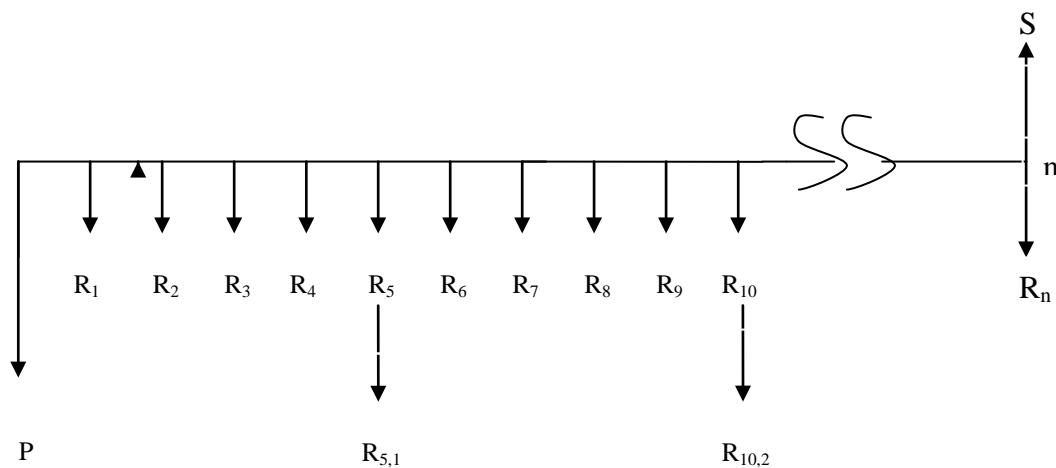 S
n
R₁ R₂ R₃ R₄ R₅ R₆ R₇ R₈ R₉ R₁₀ Rₙ
P R₅,₁ R₁₀,₂